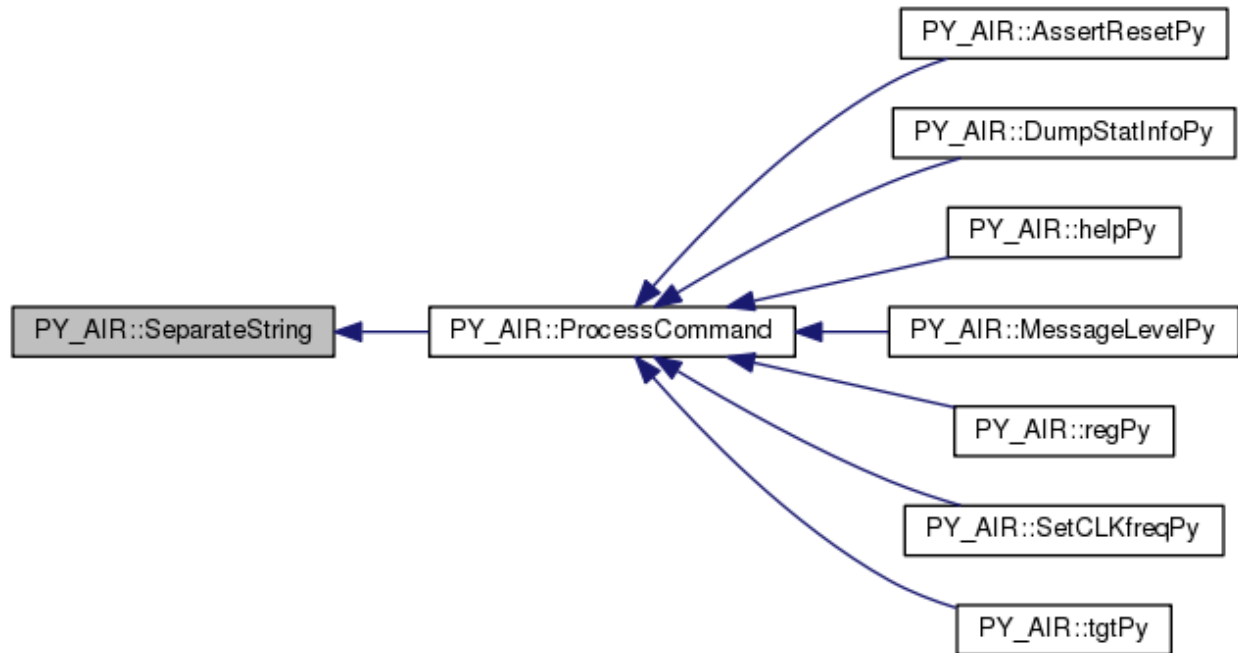 PY_AIR::AssertResetPy
PY_AIR::DumpStatInfoPy
PY_AIR::helpPy
PY_AIR::SeparateString
PY_AIR::ProcessCommand
PY_AIR::MessageLevelPy
PY_AIR::regPy
PY_AIR::SetCLKfreqPy
PY_AIR::tgtPy